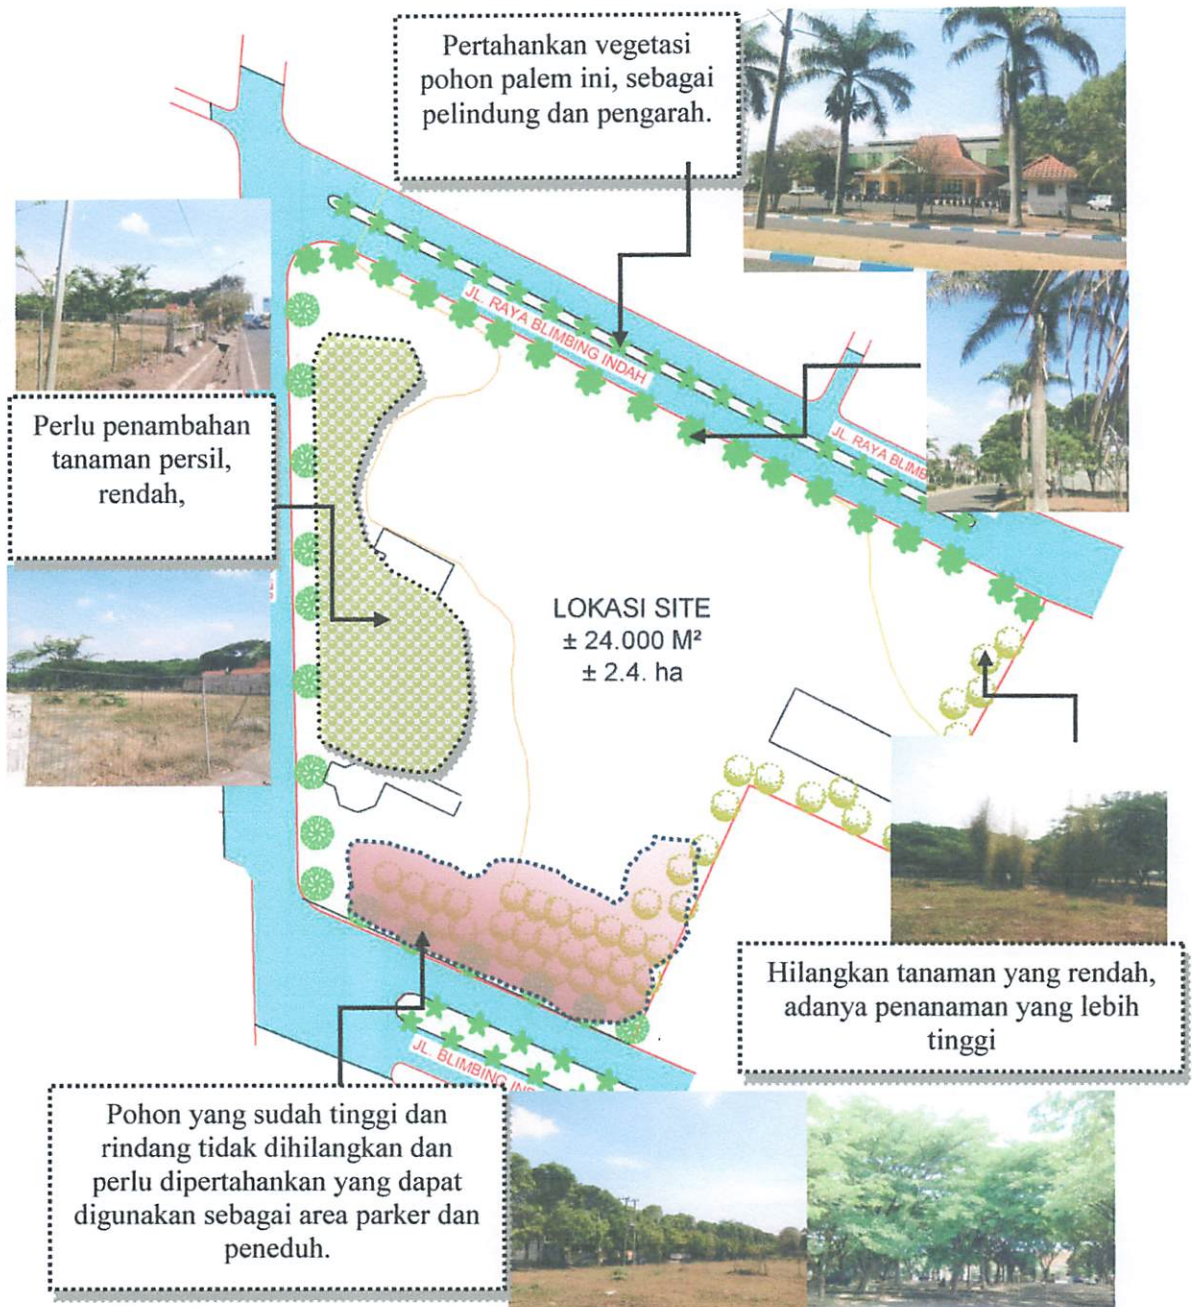 Pertahankan vegetasi
pohon palem ini, sebagai
pelindung dan pengarah.
JL. RAYA BLIMBING INDAH
JL. RAYA BLIMB
Perlu penambahan
tanaman persil,
rendah,
LOKASI SITE
± 24.000 M²
± 2.4. ha
Hilangkan tanaman yang rendah,
adanya penanaman yang lebih
tinggi
JL. BLIMBING IND
Pohon yang sudah tinggi dan
rindang tidak dihilangkan dan
perlu dipertahankan yang dapat
digunakan sebagai area parker dan
peneduh.